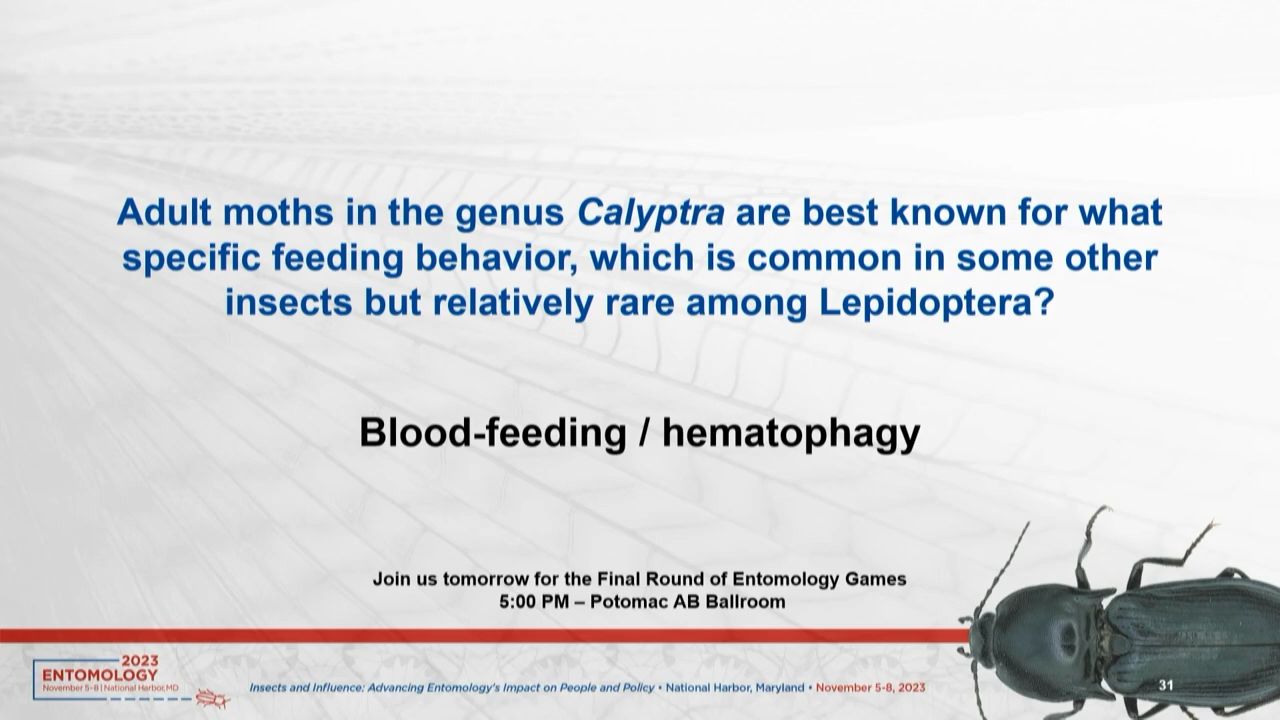 Adult moths in the genus Calyptra are best known for what
specific feeding behavior, which is common in some other
insects but relatively rare among Lepidoptera?
Blood-feeding / hematophagy
Join us tomorrow for the Final Round of Entomology Games
5:00 PM – Potomac AB Ballroom
2023
ENTOMOLOGY
November 5-8 | National Harbor, MD
Insects and Influence: Advancing Entomology's Impact on People and Policy • National Harbor, Maryland • November 5-8, 2023
31